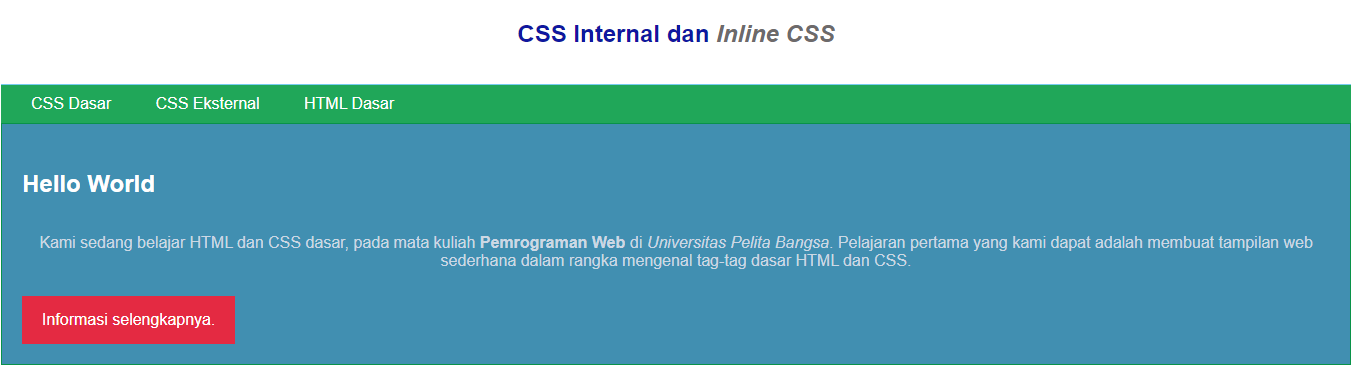 CSS Internal dan Inline CSS
CSS Dasar CSS Eksternal HTML Dasar
Hello World
Kami sedang belajar HTML dan CSS dasar, pada mata kuliah Pemrograman Web di Universitas Pelita Bangsa. Pelajaran pertama yang kami dapat adalah membuat tampilan web
sederhana dalam rangka mengenal tag-tag dasar HTML dan CSS.
Informasi selengkapnya.